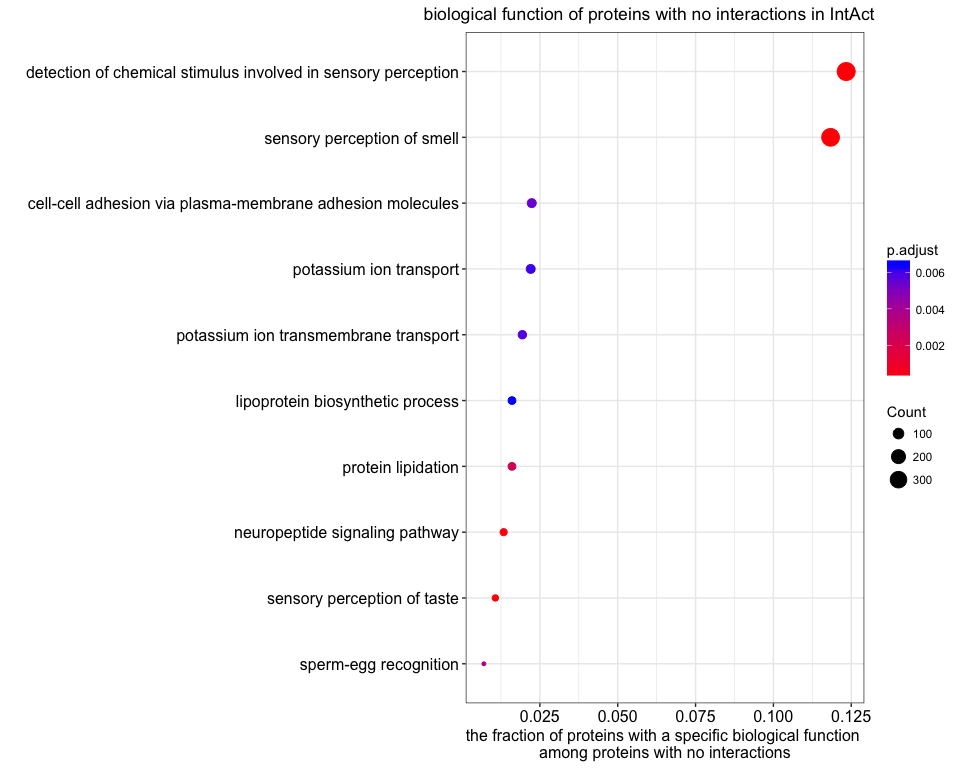 biological function of proteins with no interactions in IntAct
detection of chemical stimulus involved in sensory perception
sensory perception of smell
cell-cell adhesion via plasma-membrane adhesion molecules
potassium ion transport
potassium ion transmembrane transport
lipoprotein biosynthetic process
protein lipidation
neuropeptide signaling pathway
sensory perception of taste
sperm-egg recognition
0.025 0.050 0.075 0.100 0.125
the fraction of proteins with a specific biological function
among proteins with no interactions
p.adjust
0.006
0.004
0.002
Count
100
200
300